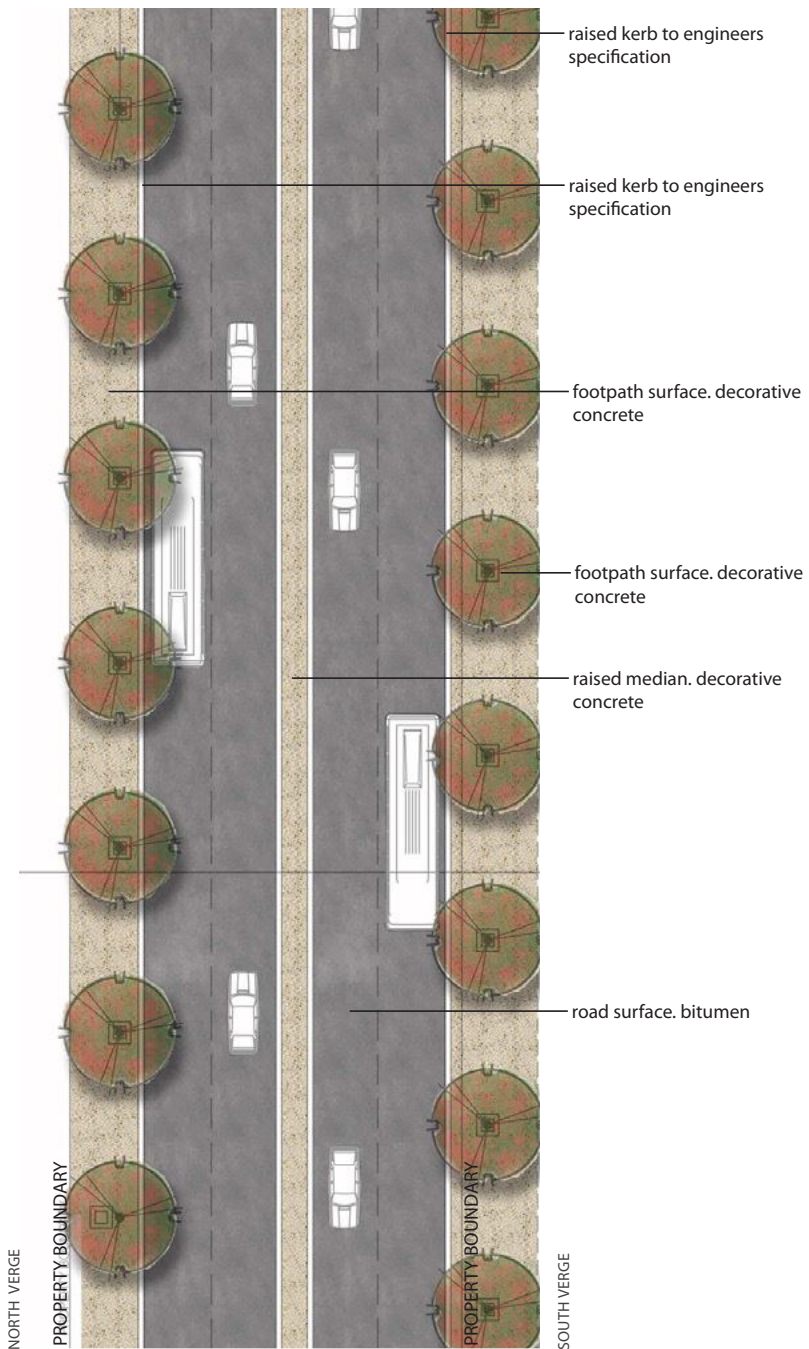 raised kerb to engineers
specification
raised kerb to engineers
specification
footpath surface. decorative
concrete
footpath surface. decorative
concrete
raised median. decorative
concrete
road surface. bitumen
NORTH VERGE
PROPERTY BOUNDARY
PROPERTY BOUNDARY
SOUTH VERGE